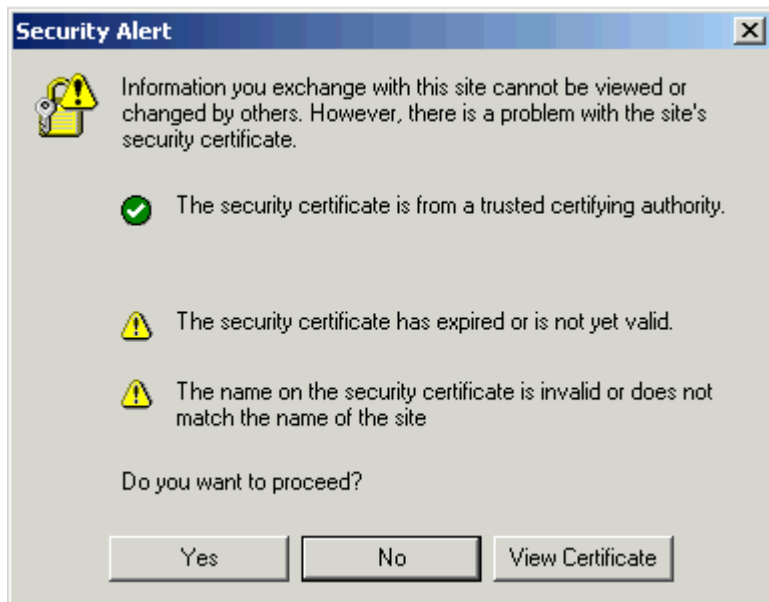 Security Alert
Information you exchange with this site cannot be viewed or
changed by others. However, there is a problem with the site's
security certificate.
The security certificate is from a trusted certifying authority.
The security certificate has expired or is not yet valid.
The name on the security certificate is invalid or does not
match the name of the site
Do you want to proceed?
Yes No View Certificate